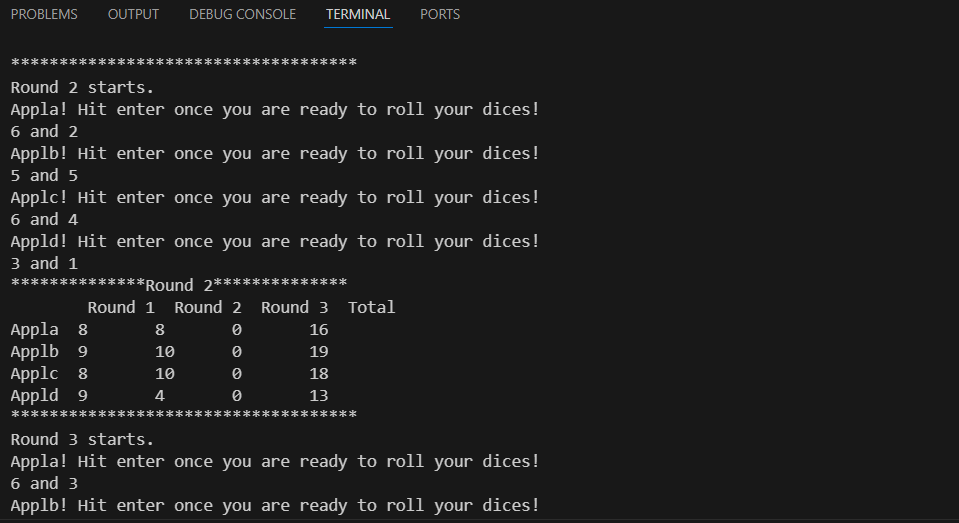 PROBLEMS OUTPUT DEBUG CONSOLE TERMINAL PORTS
************************************
Round 2 starts.
Appla! Hit enter once you are ready to roll your dices!
6 and 2
Applb! Hit enter once you are ready to roll your dices!
5 and 5
Applc! Hit enter once you are ready to roll your dices!
6 and 4
Appld! Hit enter once you are ready to roll your dices!
3 and 1
**************Round 2**************
        Round 1  Round 2  Round 3  Total
Appla  8       8       0       16
Applb  9       10      0       19
Applc  8       10      0       18
Appld  9       4       0       13
************************************
Round 3 starts.
Appla! Hit enter once you are ready to roll your dices!
6 and 3
Applb! Hit enter once you are ready to roll your dices!